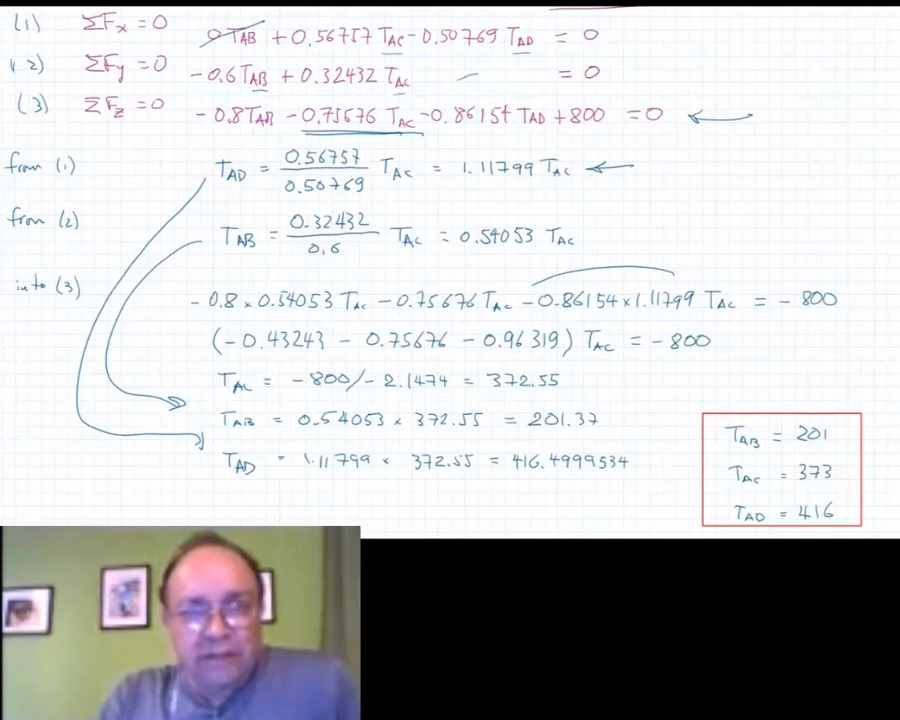 (1) ΣFx = 0 0 TAB + 0.56757 TAC - 0.50769 TAD = 0
(2) ΣFy = 0 - 0.6 TAB + 0.32432 TAC = 0
(3) ΣFz = 0 - 0.8 TAB - 0.75676 TAC - 0.86154 TAD + 800 = 0
from (1) TAD = 0.56757/0.50769 TAC = 1.11799 TAC
from (2) TAB = 0.32432/0.6 TAC = 0.54053 TAC
into (3) - 0.8 × 0.54053 TAC - 0.75676 TAC - 0.86154 × 1.11799 TAC = - 800
(- 0.43243 - 0.75676 - 0.96319) TAC = - 800
TAC = - 800/- 2.1474 = 372.55
TAB = 0.54053 × 372.55 = 201.37
TAD = 1.11799 × 372.55 = 416.4999534
TAB = 201
TAC = 373
TAD = 416